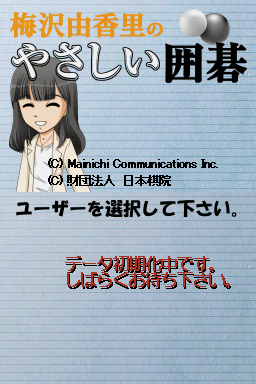 梅沢由香里の
やさしい囲碁
(C) Mainichi Communications Inc.
(C) 財団法人　日本棋院
ユーザーを選択して下さい。
データ初期化中です。
しばらくお待ち下さい。